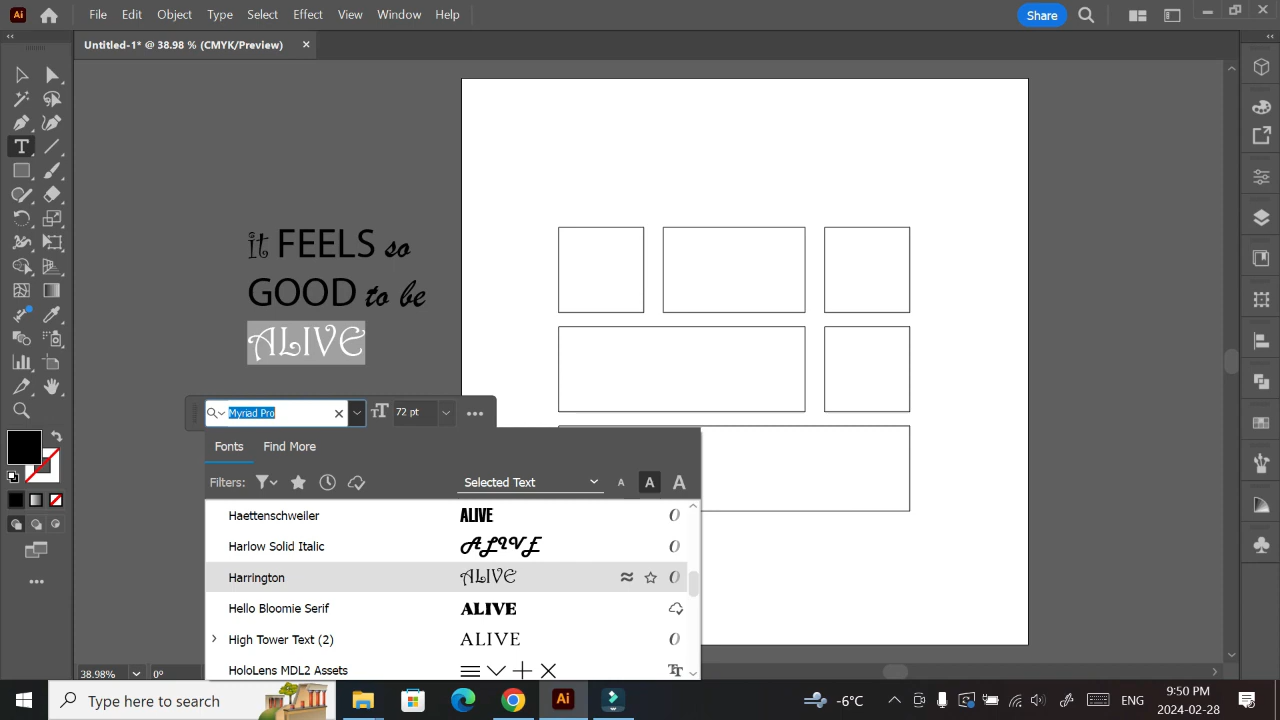 Ai File Edit Object Type Select Effect View Window Help Share
Untitled-1* @ 38.98 % (CMYK/Preview) ×
it FEELS so
GOOD to be
ALIVE
Myriad Pro 72 pt
Fonts Find More
Filters: Selected Text A A A
Haettenschweiler ALIVE
Harlow Solid Italic ALIVE
Harrington ALIVE
Hello Bloomie Serif ALIVE
High Tower Text (2) ALIVE
HoloLens MDL2 Assets
38.98% 0°
Type here to search Ai -6°C ENG 9:50 PM
2024-02-28